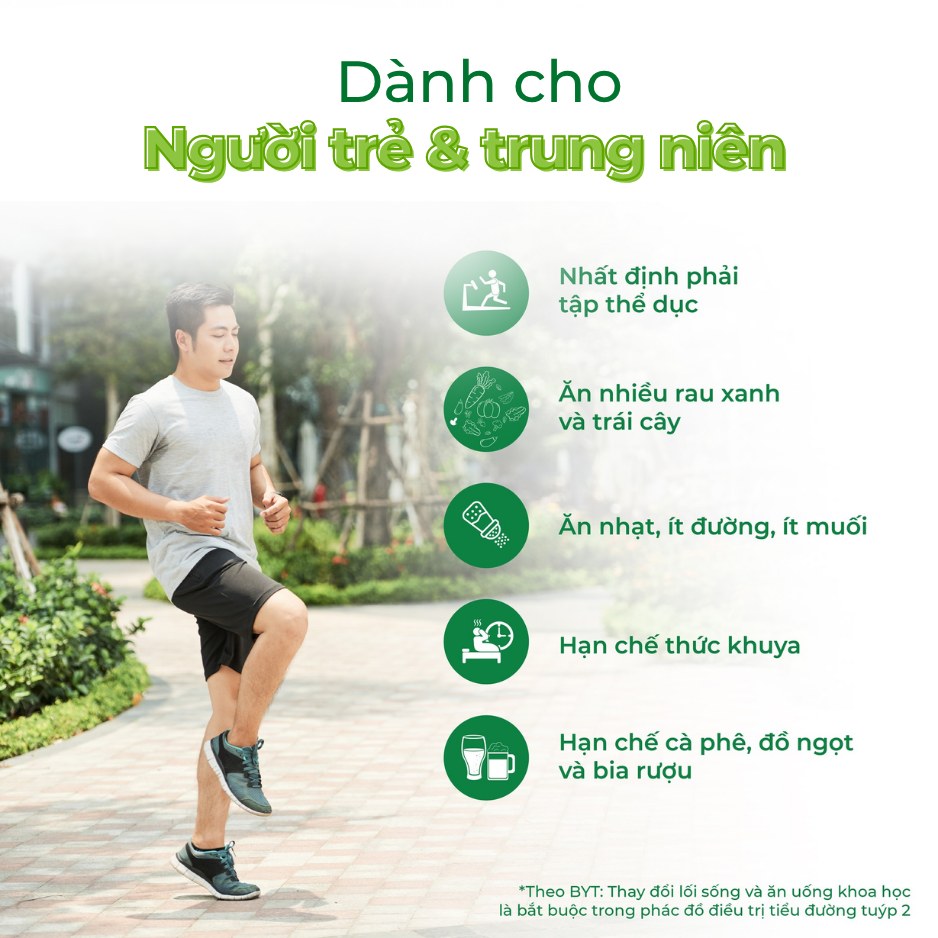 Dành cho
Người trẻ & trung niên
Nhất định phải
tập thể dục
Ăn nhiều rau xanh
và trái cây
Ăn nhạt, ít đường, ít muối
Hạn chế thức khuya
Hạn chế cà phê, đồ ngọt
và bia rượu
*Theo BYT: Thay đổi lối sống và ăn uống khoa học
là bắt buộc trong phác đồ điều trị tiểu đường tuýp 2